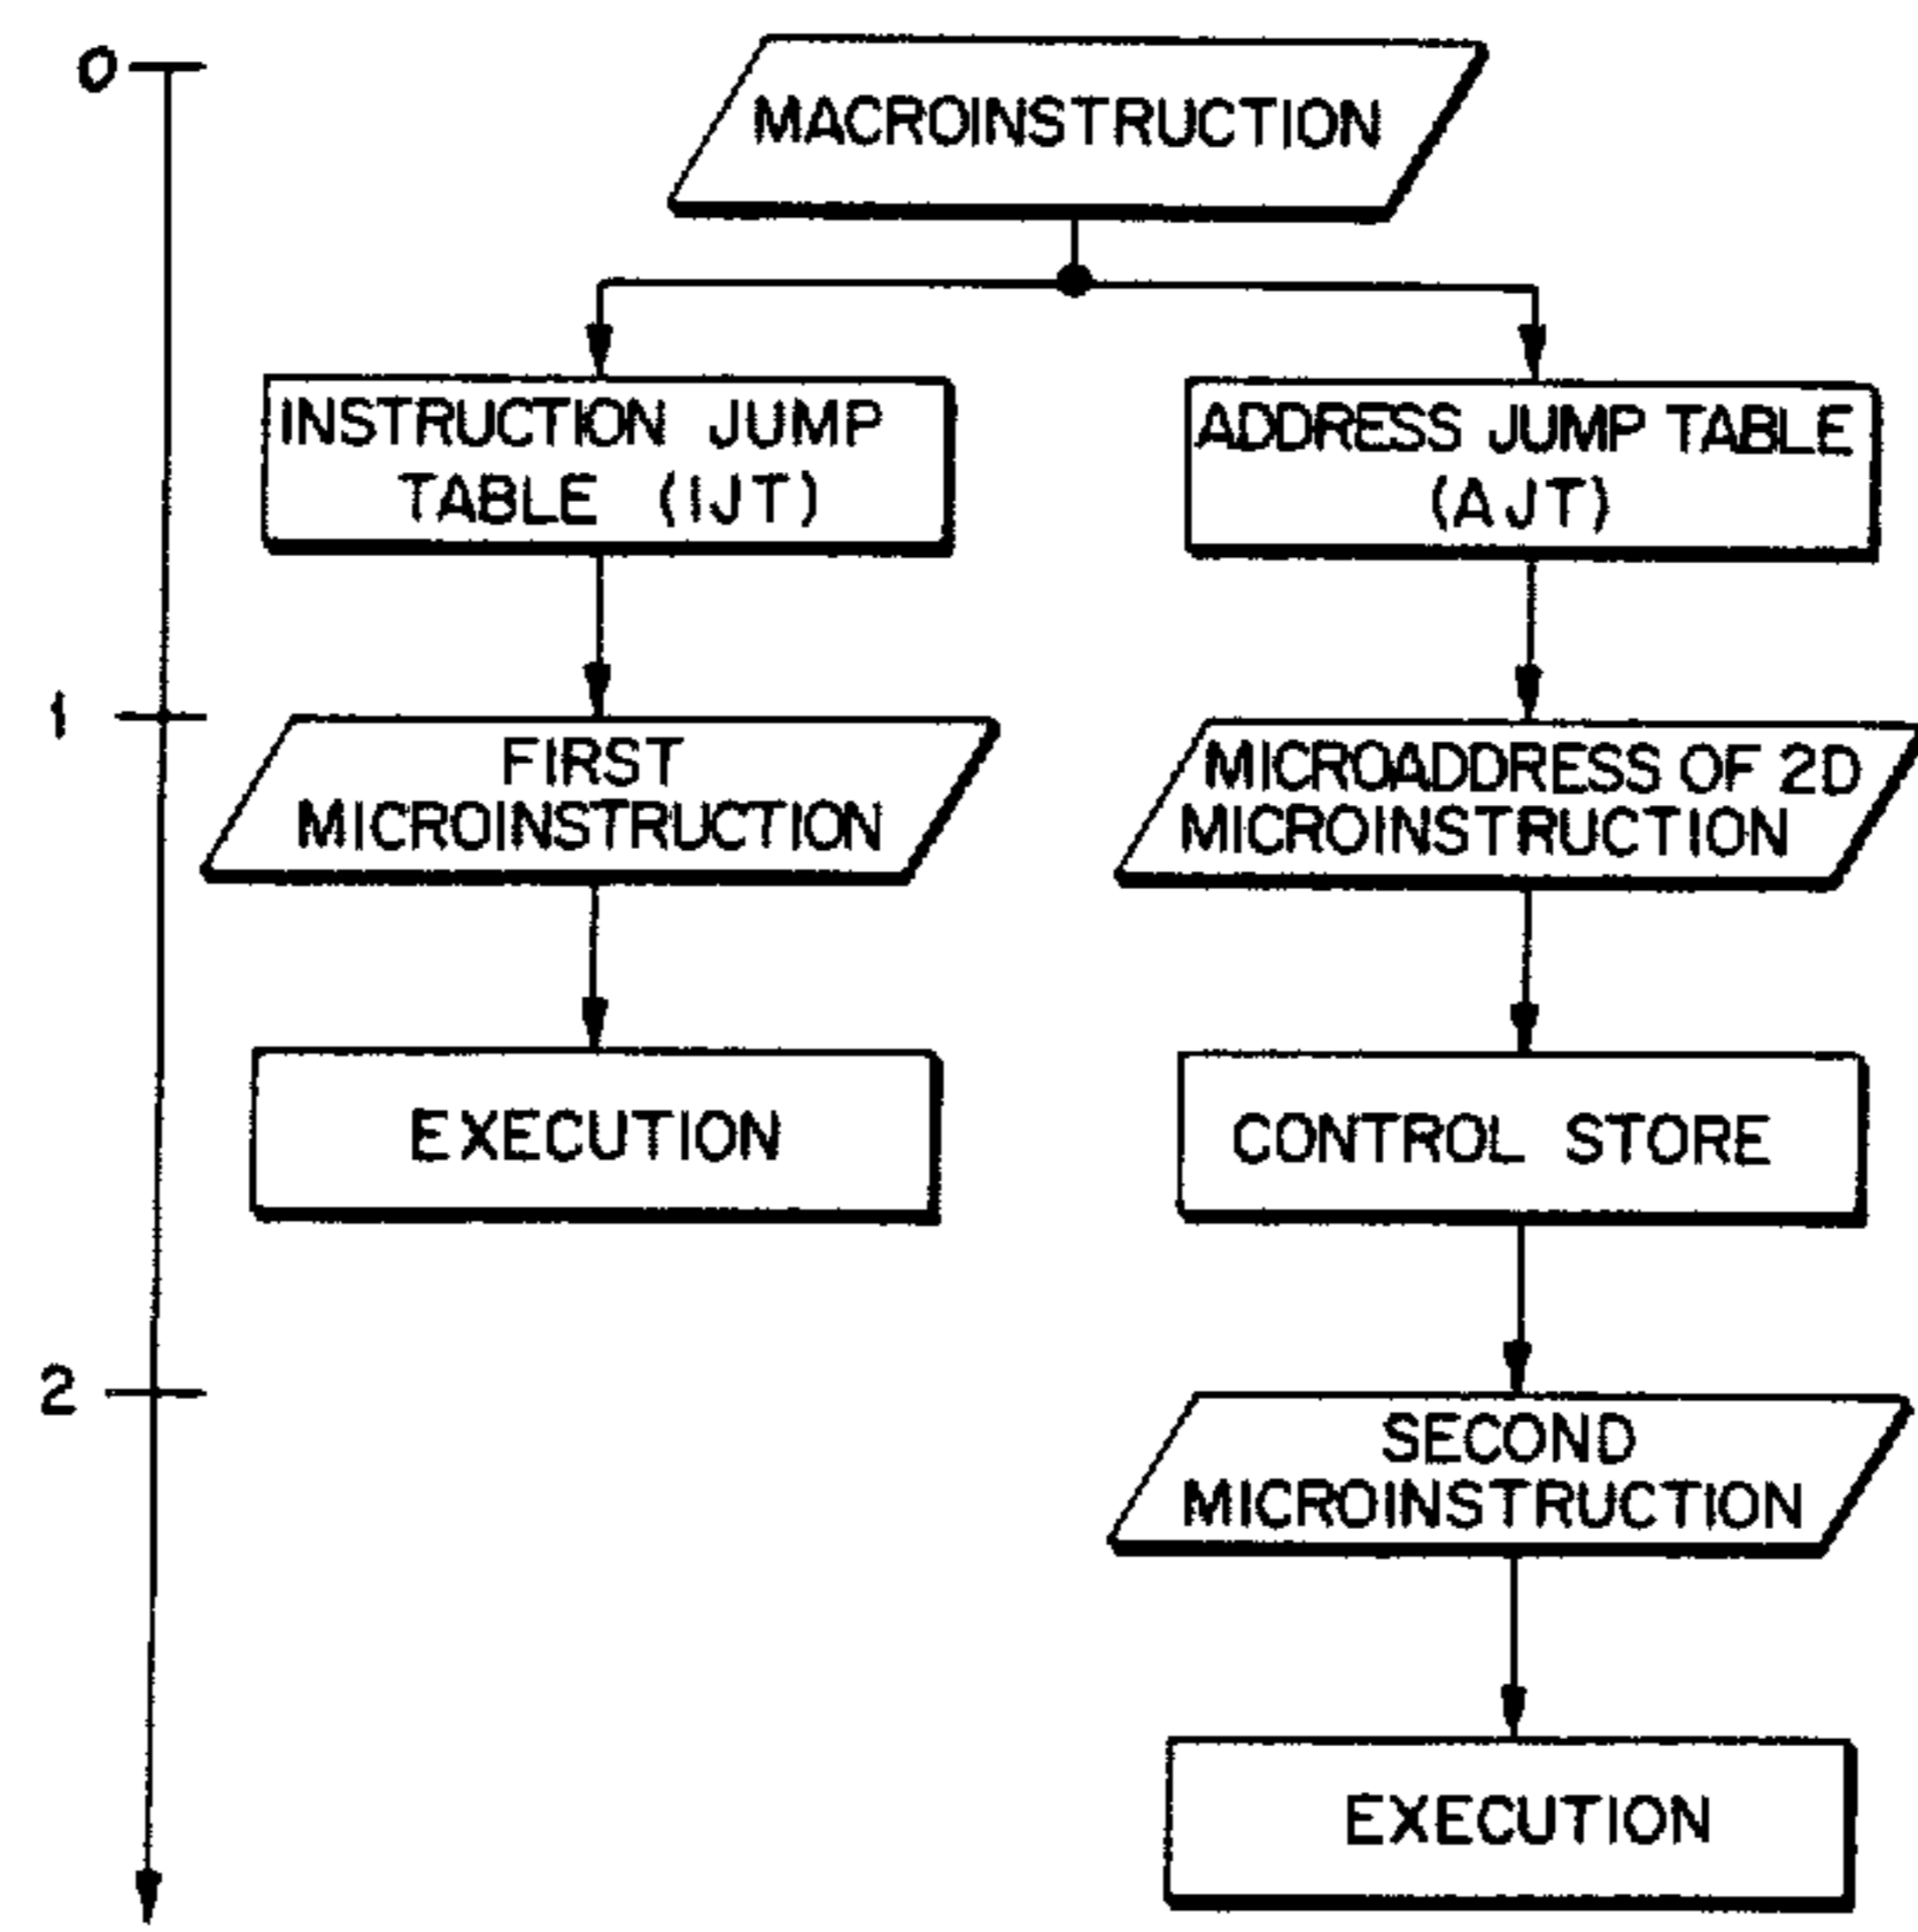 0
MACROINSTRUCTION
INSTRUCTION JUMP
TABLE (IJT)
ADDRESS JUMP TABLE
(AJT)
1
FIRST
MICROINSTRUCTION
MICROADDRESS OF 2D
MICROINSTRUCTION
EXECUTION
CONTROL STORE
2
SECOND
MICROINSTRUCTION
EXECUTION